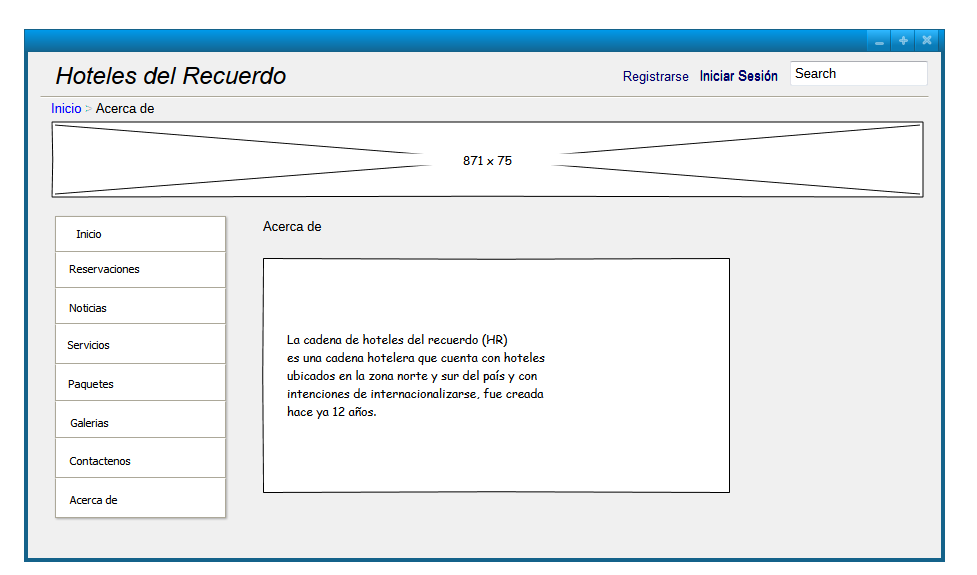 Hoteles del Recuerdo
Registrarse Iniciar Sesión Search
Inicio > Acerca de
871 x 75
Inicio
Reservaciones
Noticias
Servicios
Paquetes
Galerias
Contactenos
Acerca de
Acerca de
La cadena de hoteles del recuerdo (HR)
es una cadena hotelera que cuenta con hoteles
ubicados en la zona norte y sur del país y con
intenciones de internacionalizarse, fue creada
hace ya 12 años.